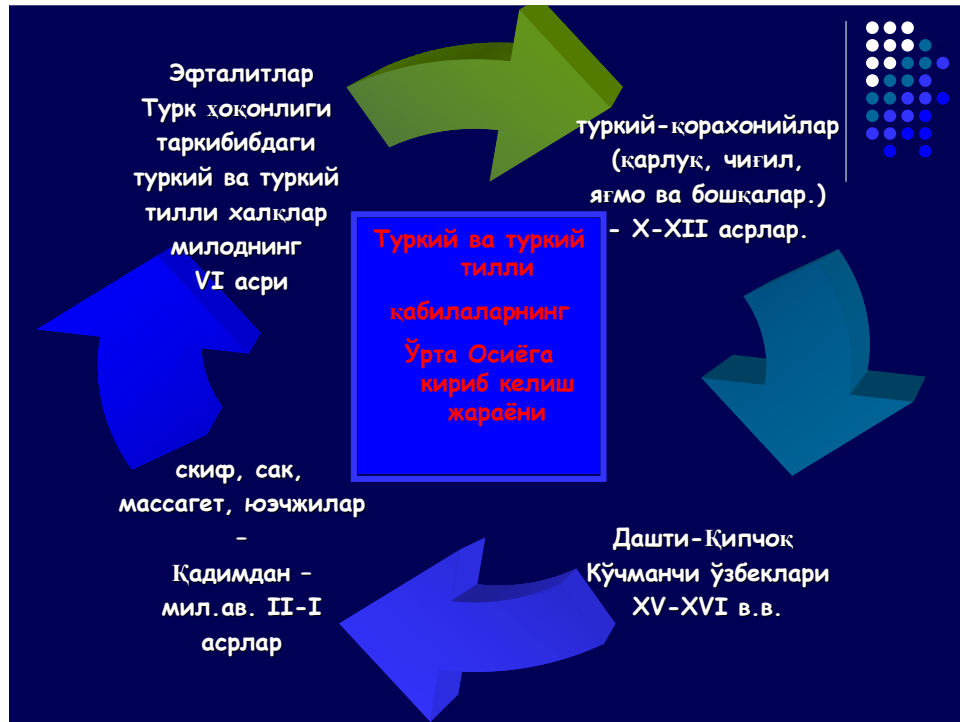 Эфталитлар
Турк ҳоқонлиги
таркибибдаги
туркий ва туркий
тилли халқлар
милоднинг
VI асри
туркий-қорахонийлар
(қарлуқ, чиғил,
яғмо ва бошқалар.)
- X-XII асрлар.
Туркий ва туркий
тилли
қабилаларнинг
Ўрта Осиёга
кириб келиш
жараёни
скиф, сак,
массагет, юэчжилар
–
Қадимдан –
мил.ав. II-I
асрлар
Дашти-Қипчоқ
Кўчманчи ўзбеклари
XV-XVI в.в.